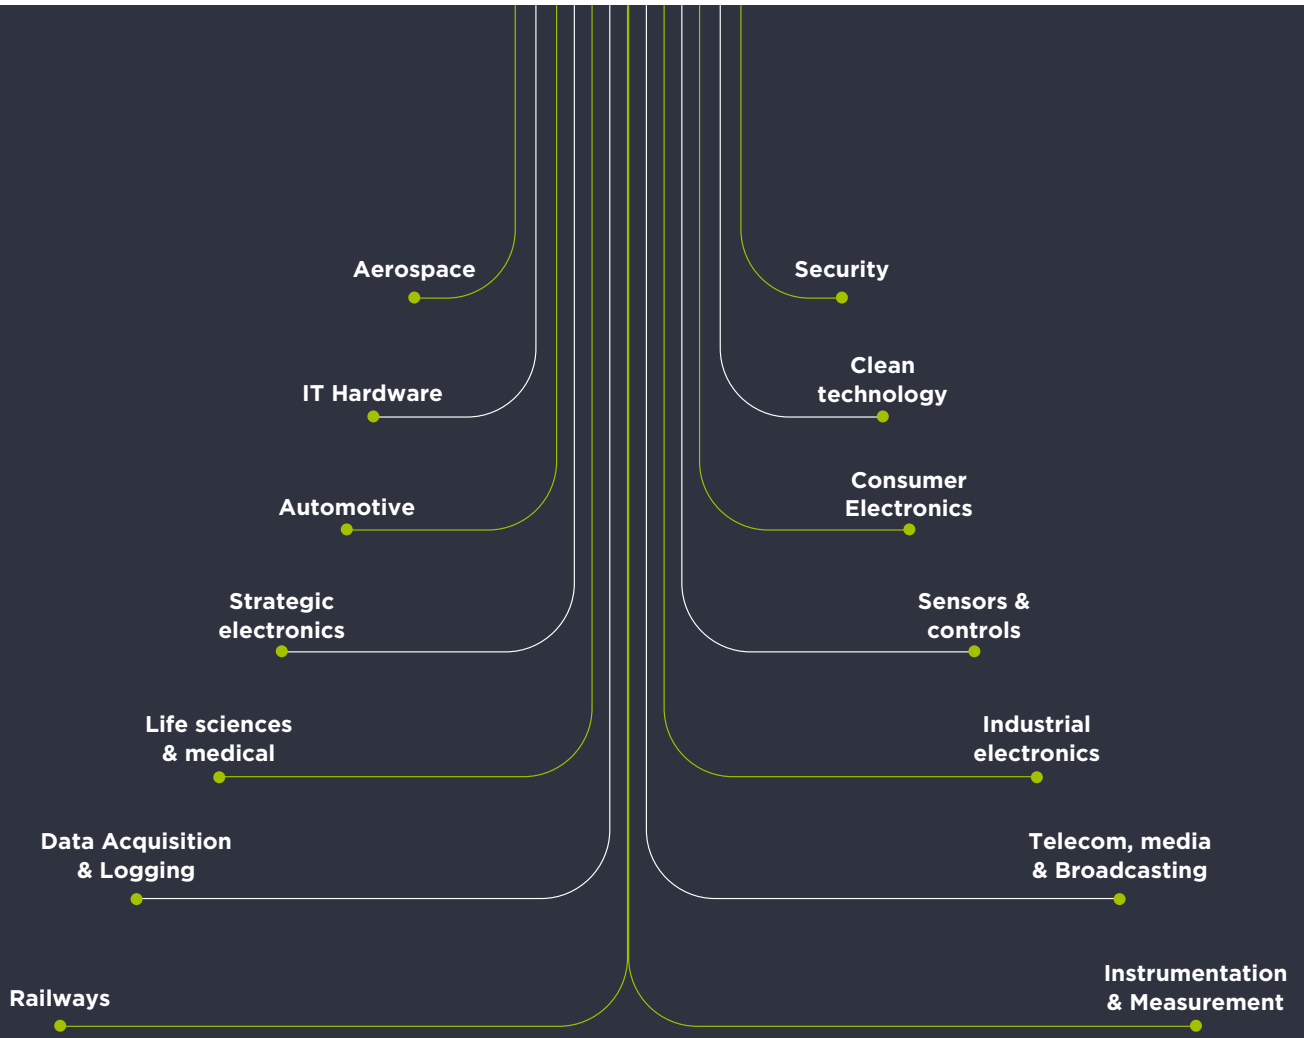 Aerospace
Security
IT Hardware
Clean
technology
Automotive
Consumer
Electronics
Strategic
electronics
Sensors &
controls
Life sciences
& medical
Industrial
electronics
Data Acquisition
& Logging
Telecom, media
& Broadcasting
Railways
Instrumentation
& Measurement